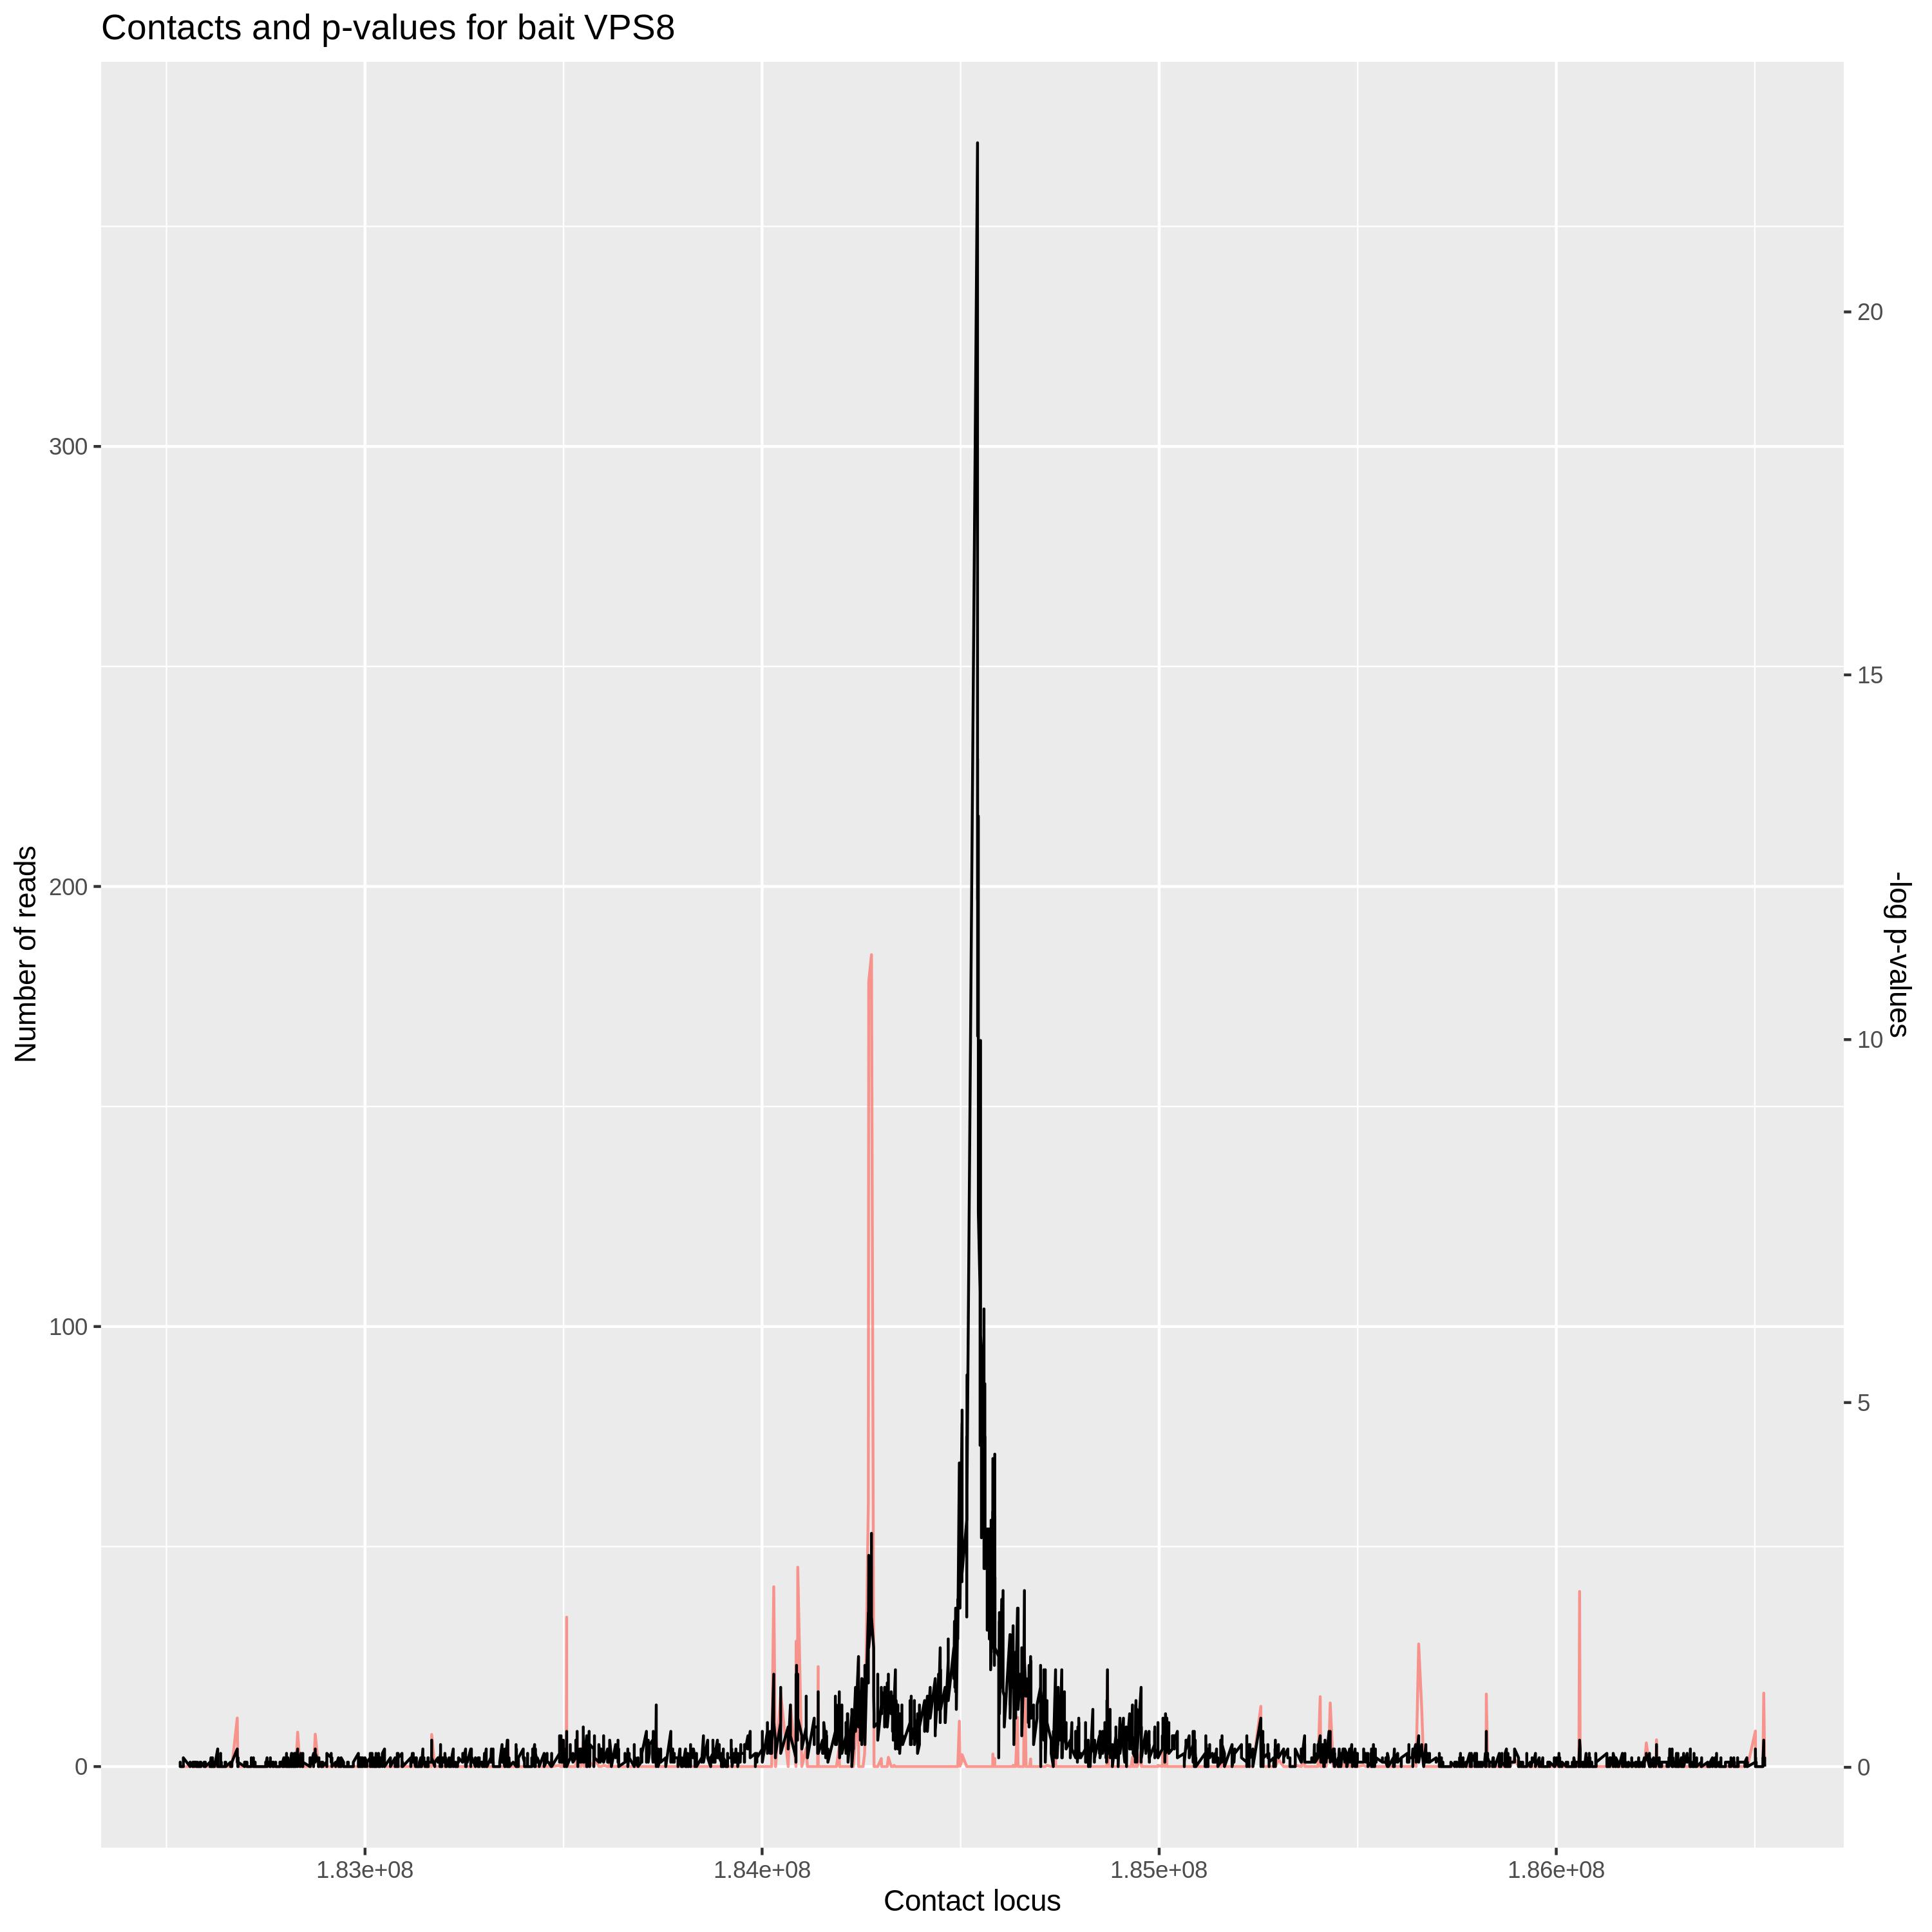 Contacts and p-values for bait VPS8
Number of reads
300
200
100
0
20
15
10
5
0
-log p-values
1.83e+08
1.84e+08
1.85e+08
1.86e+08
Contact locus